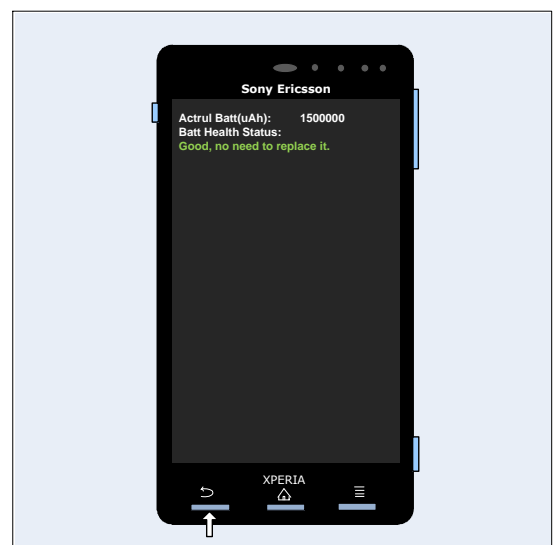 Sony Ericsson
Actrul Batt(uAh): 1500000
Batt Health Status:
Good, no need to replace it.
XPERIA